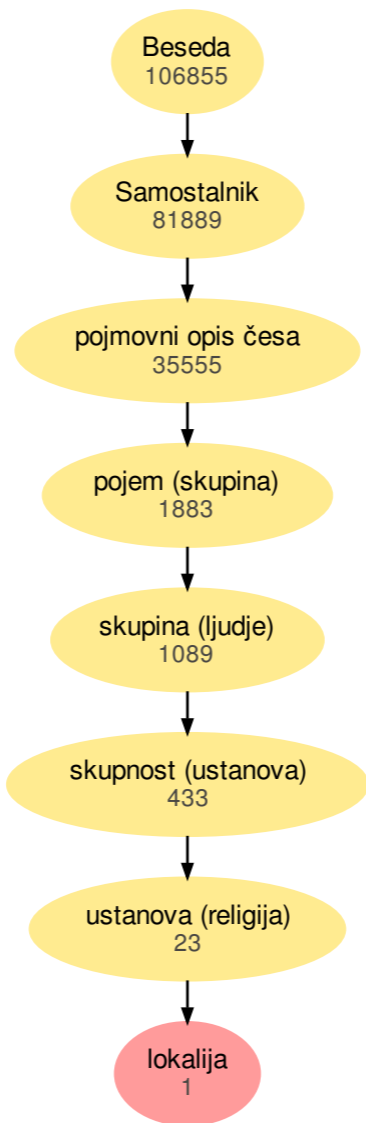 Beseda
106855
Samostalnik
81889
pojmovni opis česa
35555
pojem (skupina)
1883
skupina (ljudje)
1089
skupnost (ustanova)
433
ustanova (religija)
23
lokalija
1